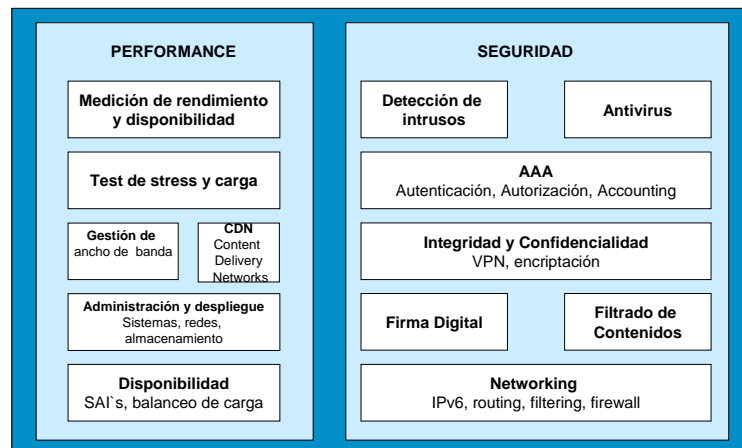 PERFORMANCE
Medición de rendimiento
y disponibilidad
Test de stress y carga
Gestión de
ancho de banda
CDN
Content
Delivery
Networks
Administración y despliegue
Sistemas, redes,
almacenamiento
Disponibilidad
SAI`s, balanceo de carga
SEGURIDAD
Detección de
intrusos
Antivirus
AAA
Autenticación, Autorización, Accounting
Integridad y Confidencialidad
VPN, encriptación
Firma Digital
Filtrado de
Contenidos
Networking
IPv6, routing, filtering, firewall